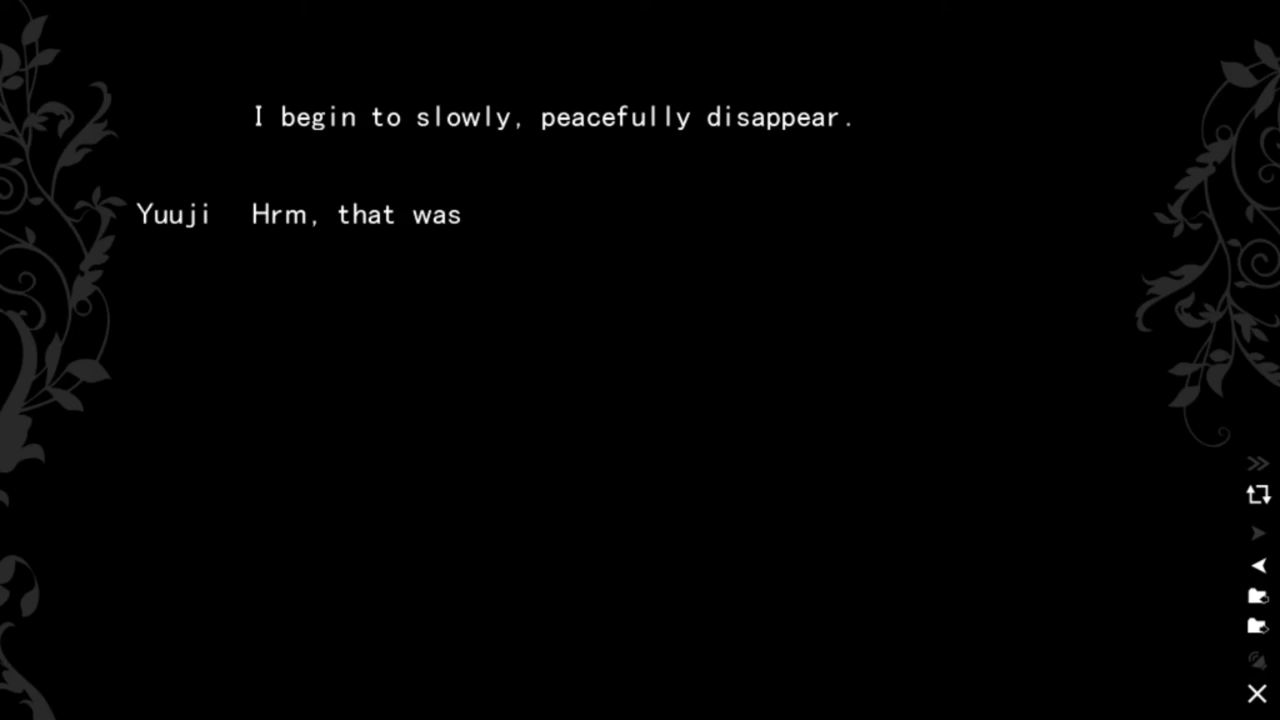 I begin to slowly, peacefully disappear.
Yuuji Hrm, that was